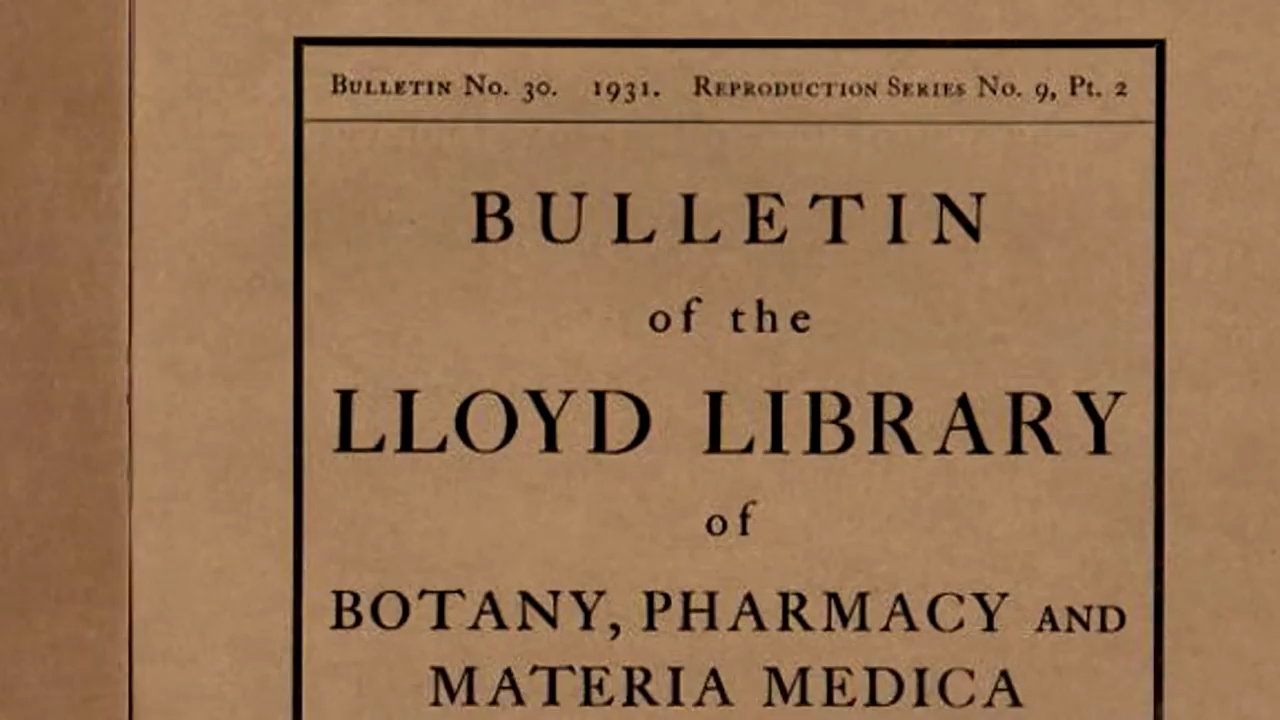 Bulletin No. 30. 1931. Reproduction Series No. 9, Pt. 2
BULLETIN
of the
LLOYD LIBRARY
of
BOTANY, PHARMACY AND
MATERIA MEDICA